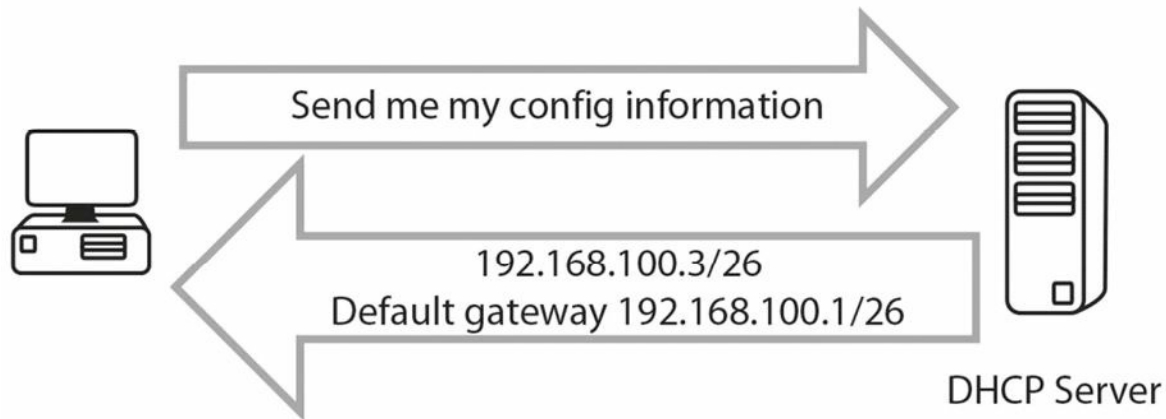 Send me my config information
192.168.100.3/26
Default gateway 192.168.100.1/26
DHCP Server